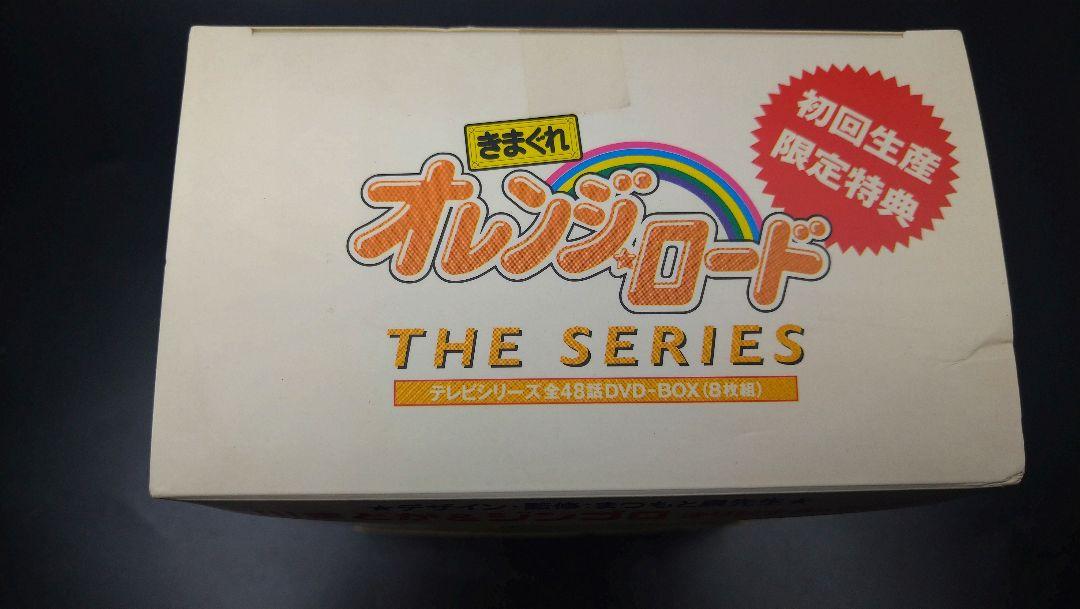 初回生産
限定特典
きまぐれ
オレンジ☆ロード
THE SERIES
テレビシリーズ全48話DVD-BOX(8枚組)